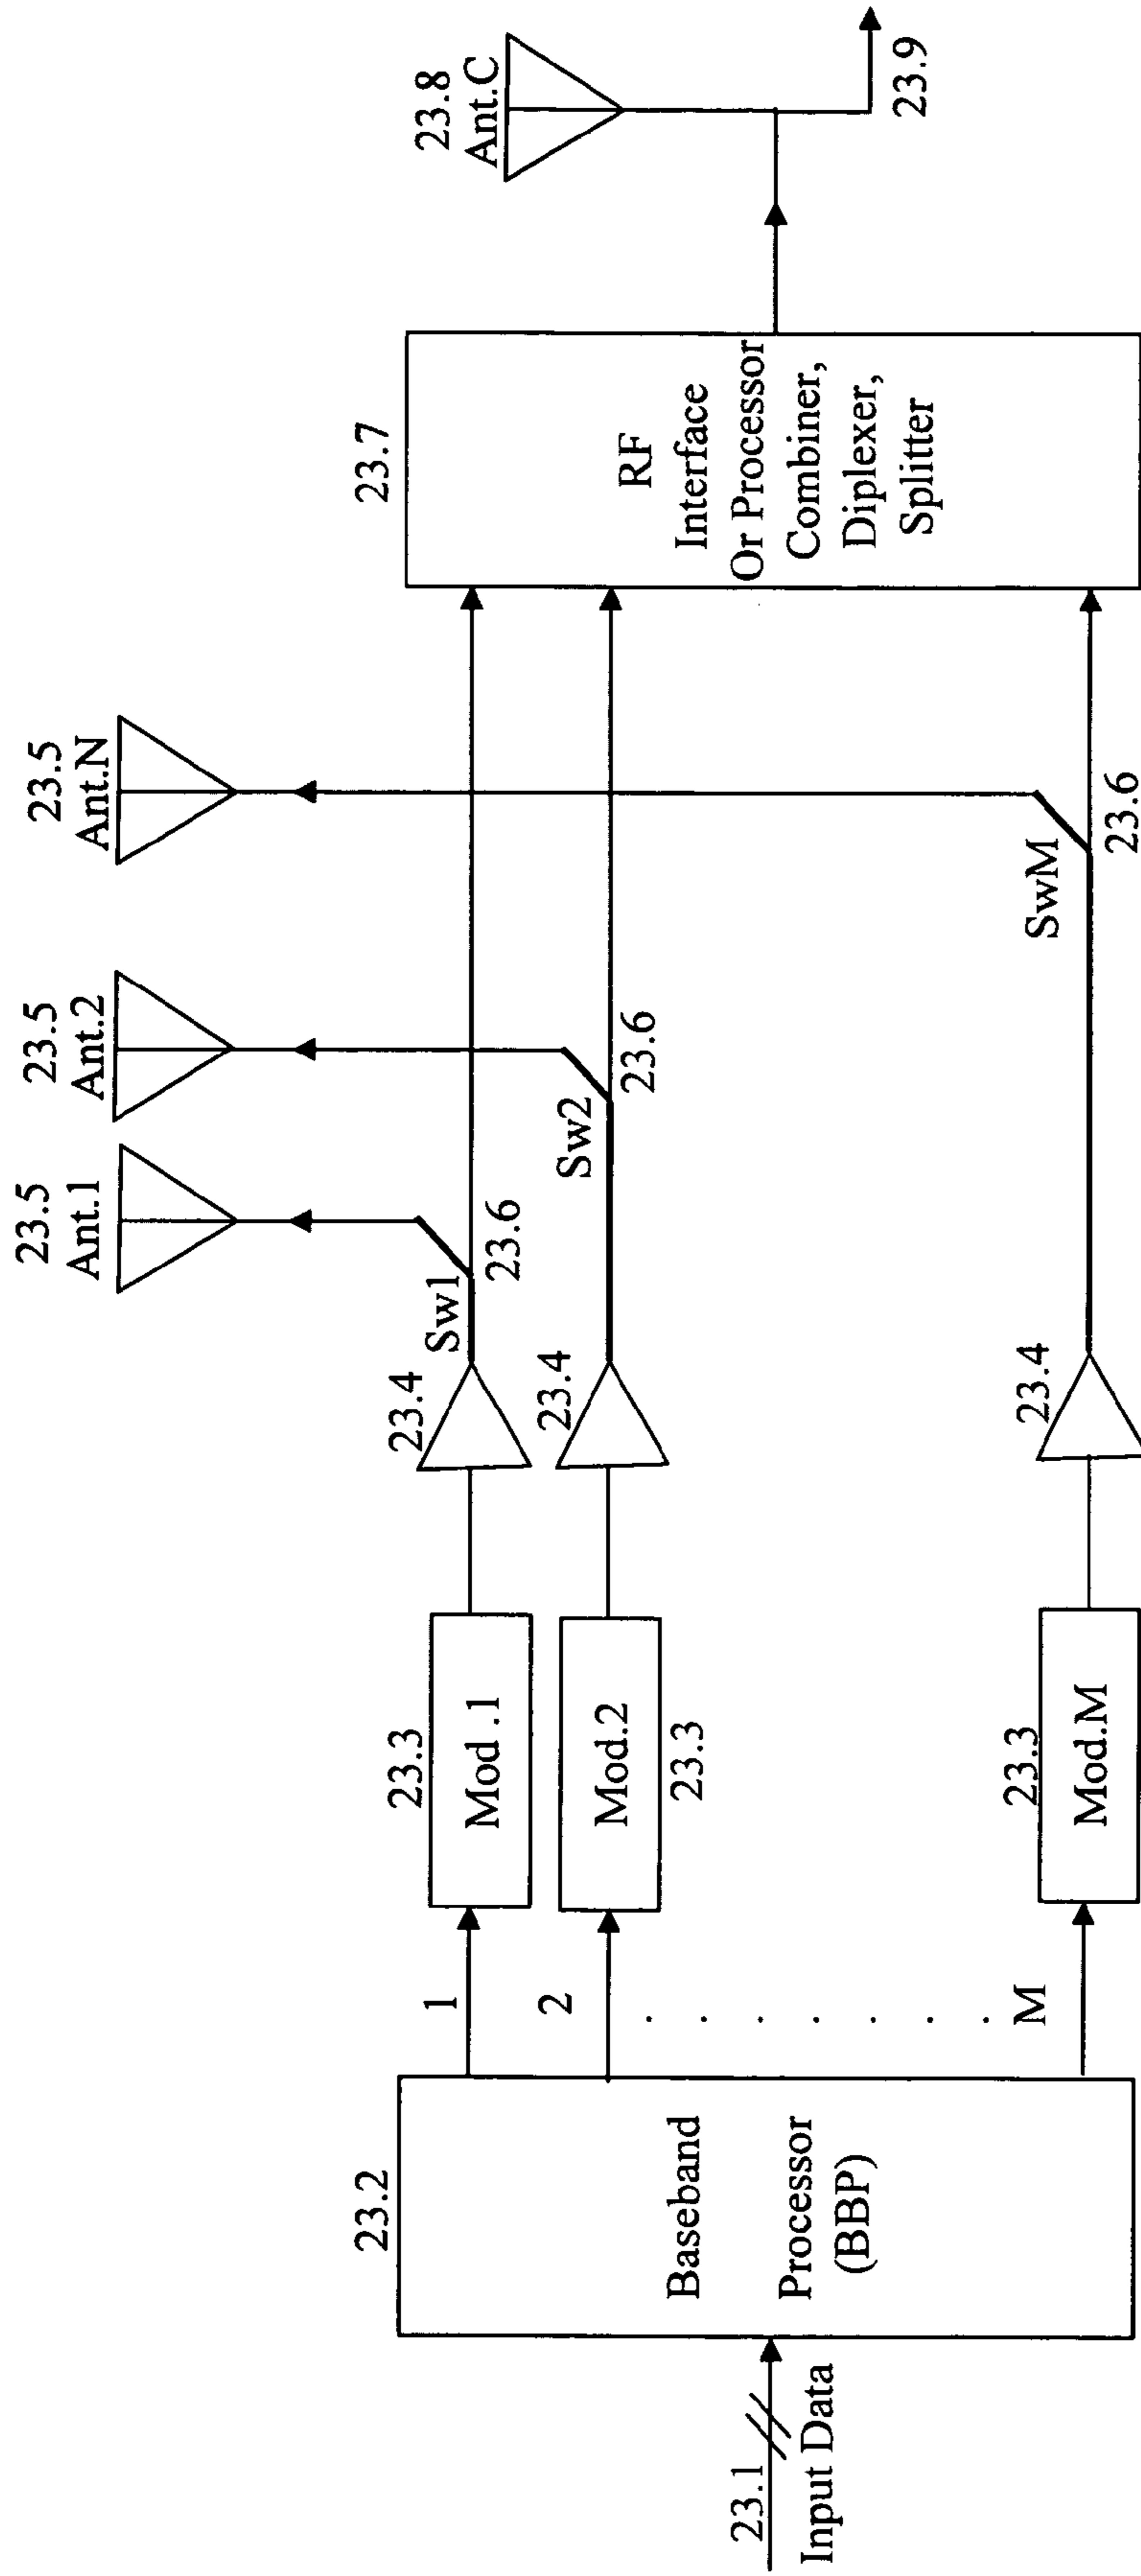 23.1
Input Data
23.2
Baseband
Processor
(BBP)
1
2
. . . . . . .
M
23.3
Mod .1
Mod.2
23.3
23.3
Mod.M
23.4
23.4
23.4
Sw1
23.6
Sw2
23.6
SwM
23.6
23.5
Ant.1
23.5
Ant.2
23.5
Ant.N
23.7
RF
Interface
Or Processor
Combiner,
Diplexer,
Splitter
23.8
Ant.C
23.9